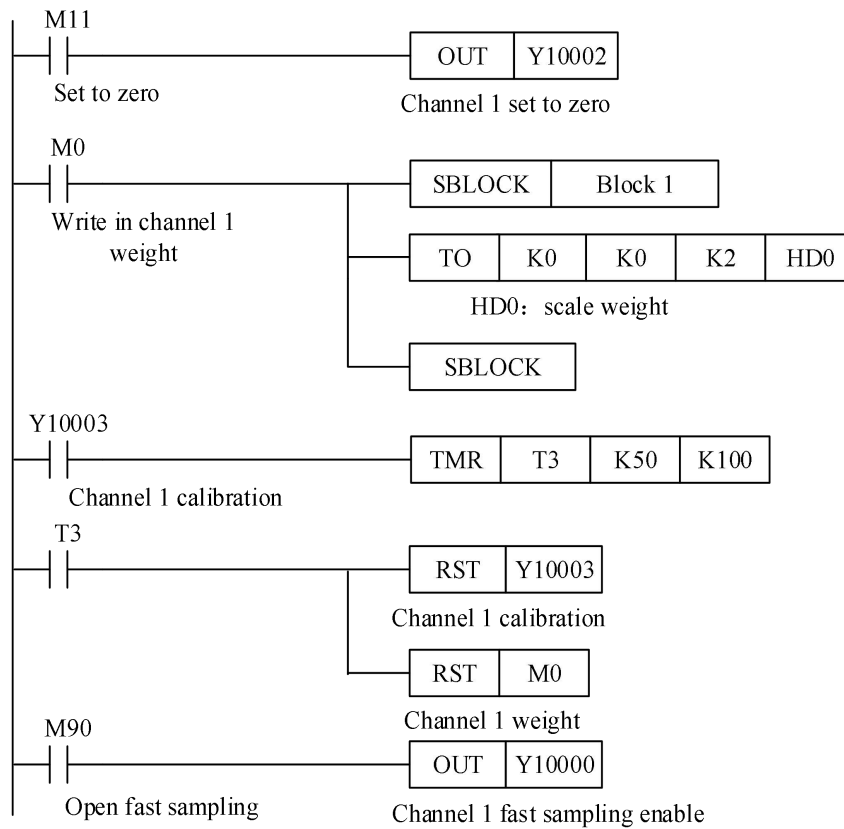 M11
OUT Y10002
Set to zero
Channel 1 set to zero
M0
SBLOCK Block 1
Write in channel 1
weight
TO K0 K0 K2 HD0
HD0：scale weight
SBLOCK
Y10003
TMR T3 K50 K100
Channel 1 calibration
T3
RST Y10003
Channel 1 calibration
RST M0
Channel 1 weight
M90
OUT Y10000
Open fast sampling
Channel 1 fast sampling enable